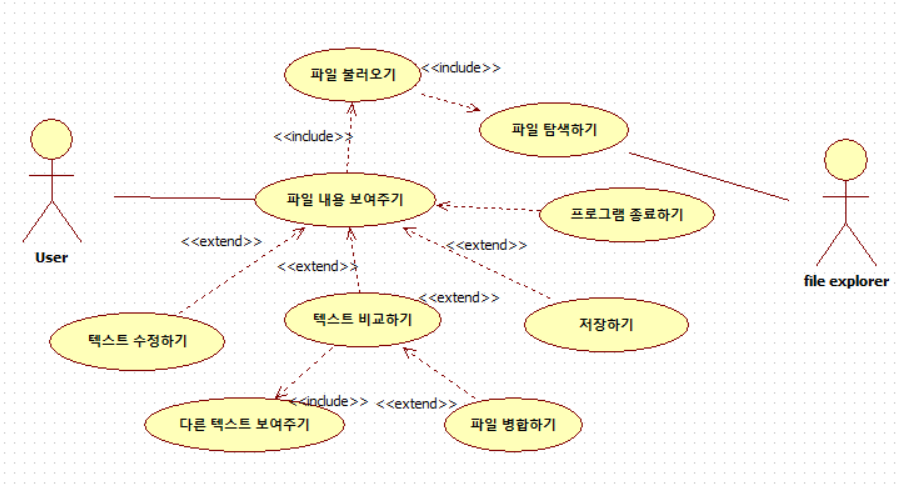 파일 불러오기
<<include>>
파일 탐색하기
<<include>>
파일 내용 보여주기
프로그램 종료하기
User
<<extend>>
<<extend>>
<<extend>>
file explorer
<<extend>>
텍스트 수정하기
텍스트 비교하기
저장하기
<<include>>
<<extend>>
다른 텍스트 보여주기
파일 병합하기